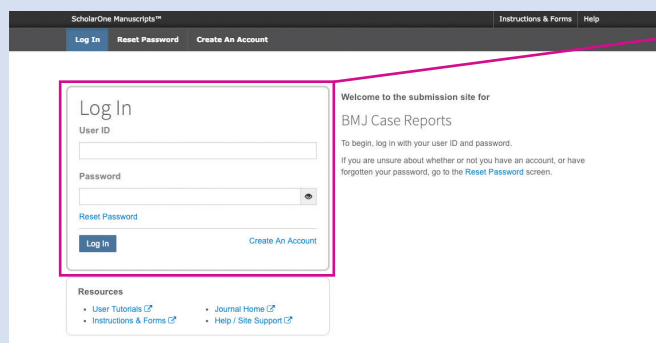 ScholarOne Manuscripts™ Instructions & Forms Help
Log In Reset Password Create An Account
Log In
User ID
Password
Reset Password
Log In Create An Account
Welcome to the submission site for
BMJ Case Reports
To begin, log in with your user ID and password.
If you are unsure about whether or not you have an account, or have
forgotten your password, go to the Reset Password screen.
Resources
• User Tutorials
• Instructions & Forms
• Journal Home
• Help / Site Support